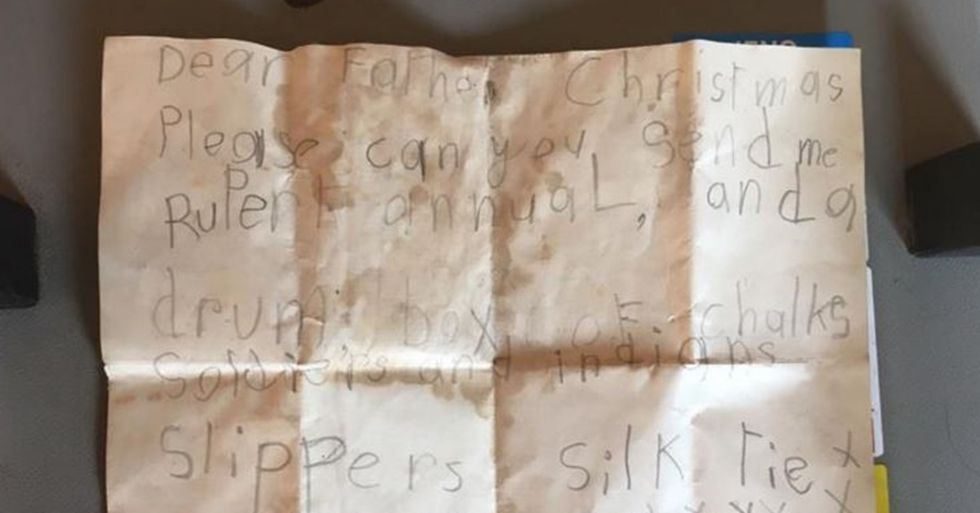 Dear Father Christmas
Please can you Send me
RuPert annuaL, and a
drum box of chalks
Soldiers and indians
SlipPers Silk Tie x
x x x x x